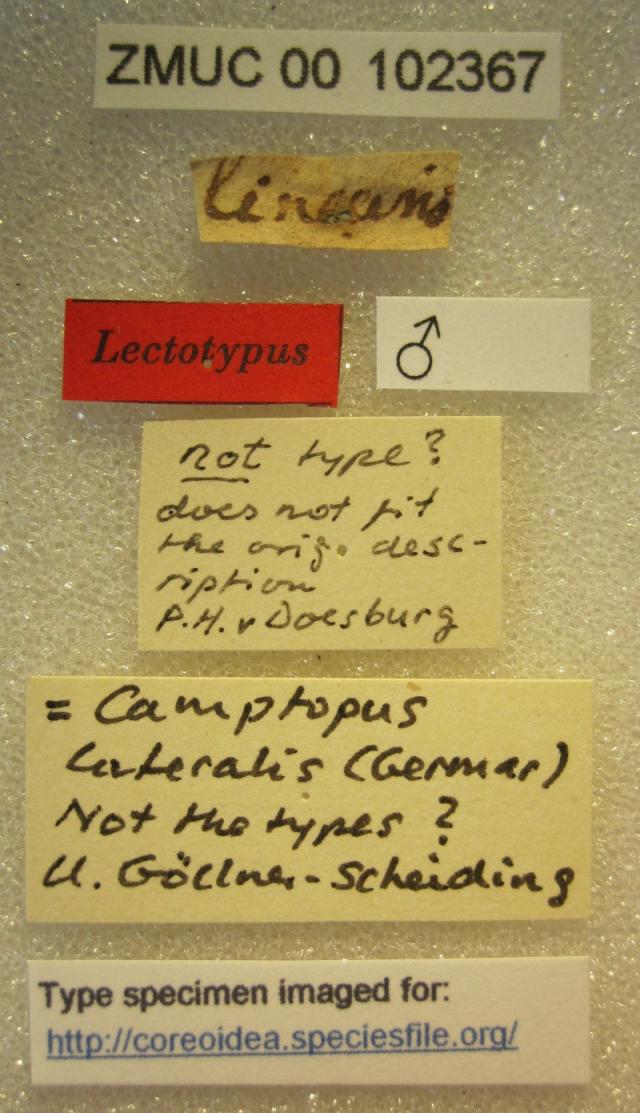 ZMUC 00 102367
linearis
Lectotypus ♂
not type?
does not fit
the orig. desc-
ription
P.H. v Doesburg
= Camptopus
lateralis (Germar)
Not the types ?
U. Göllner-Scheiding
Type specimen imaged for:
http://coreoidea.speciesfile.org/